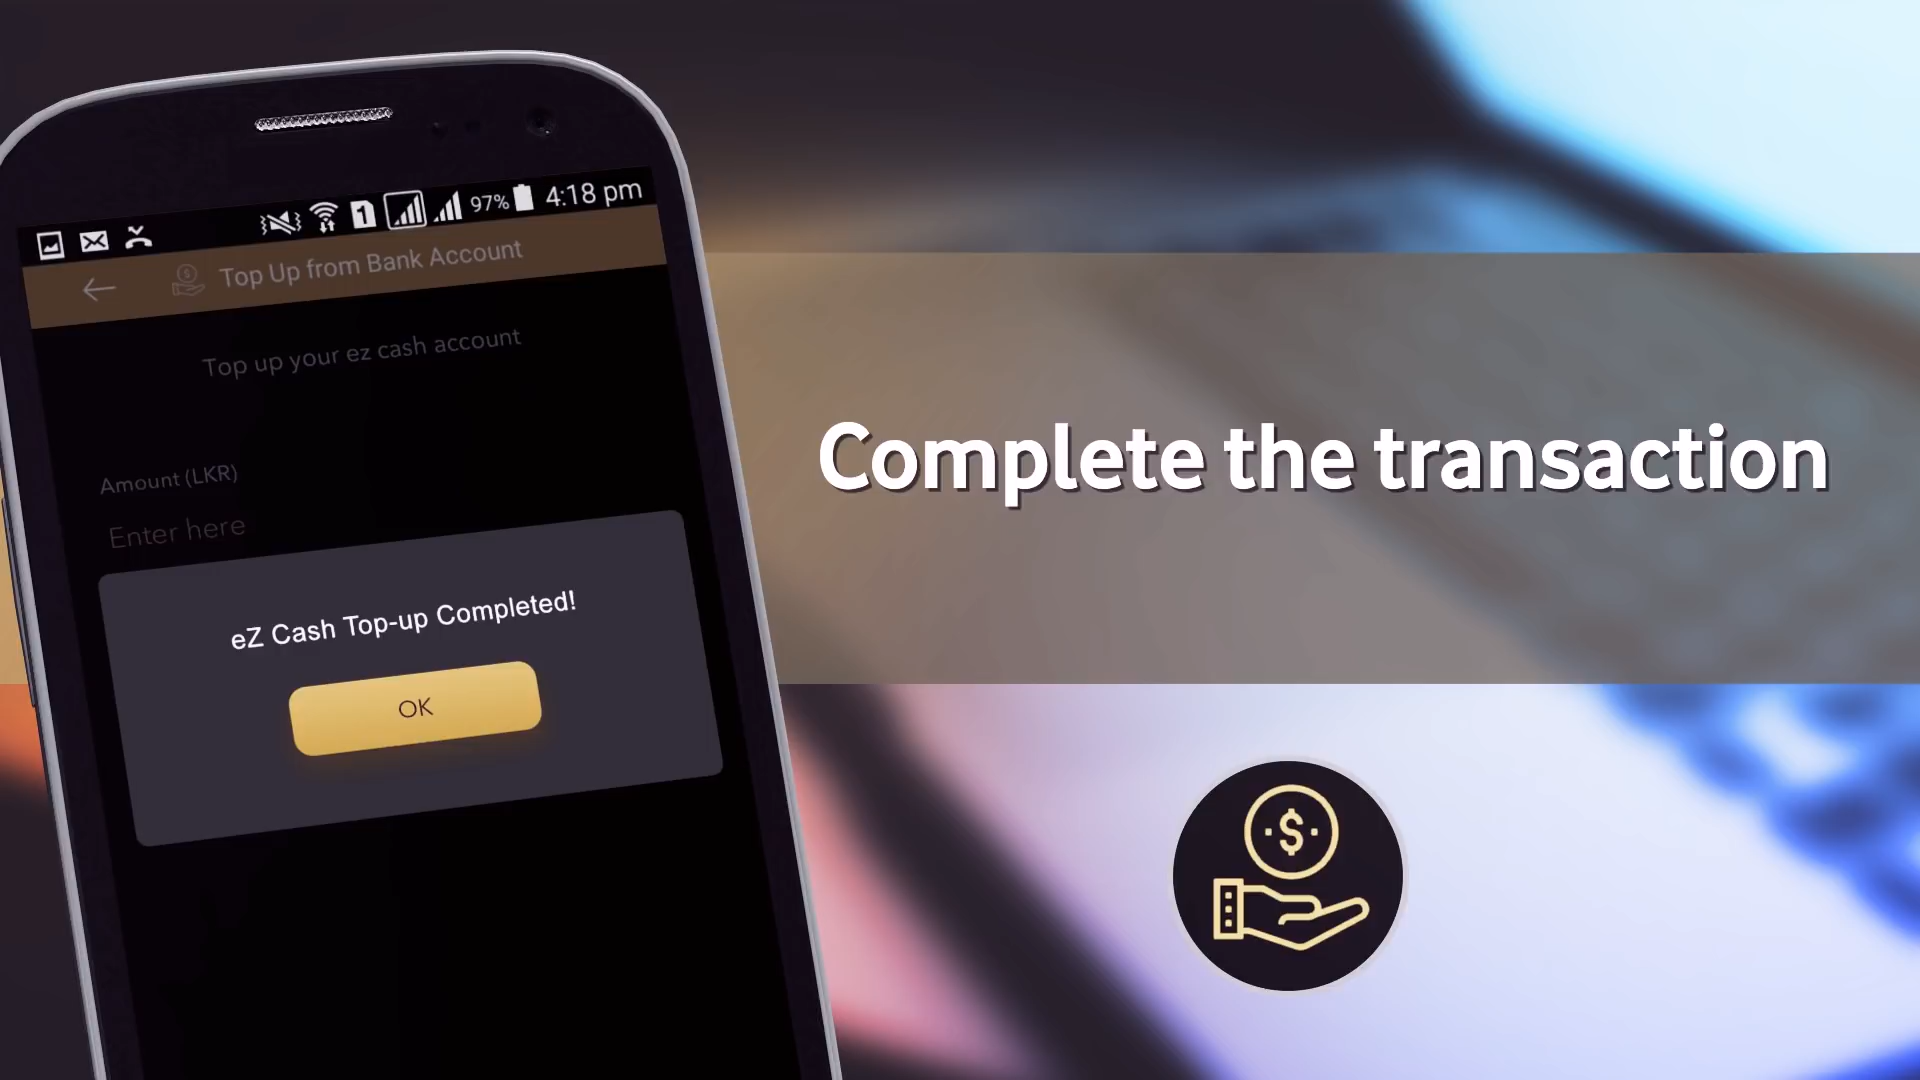 97% 4:18 pm
Top Up from Bank Account
Top up your ez cash account
Amount (LKR)
Enter here
eZ Cash Top-up Completed!
OK
Complete the transaction